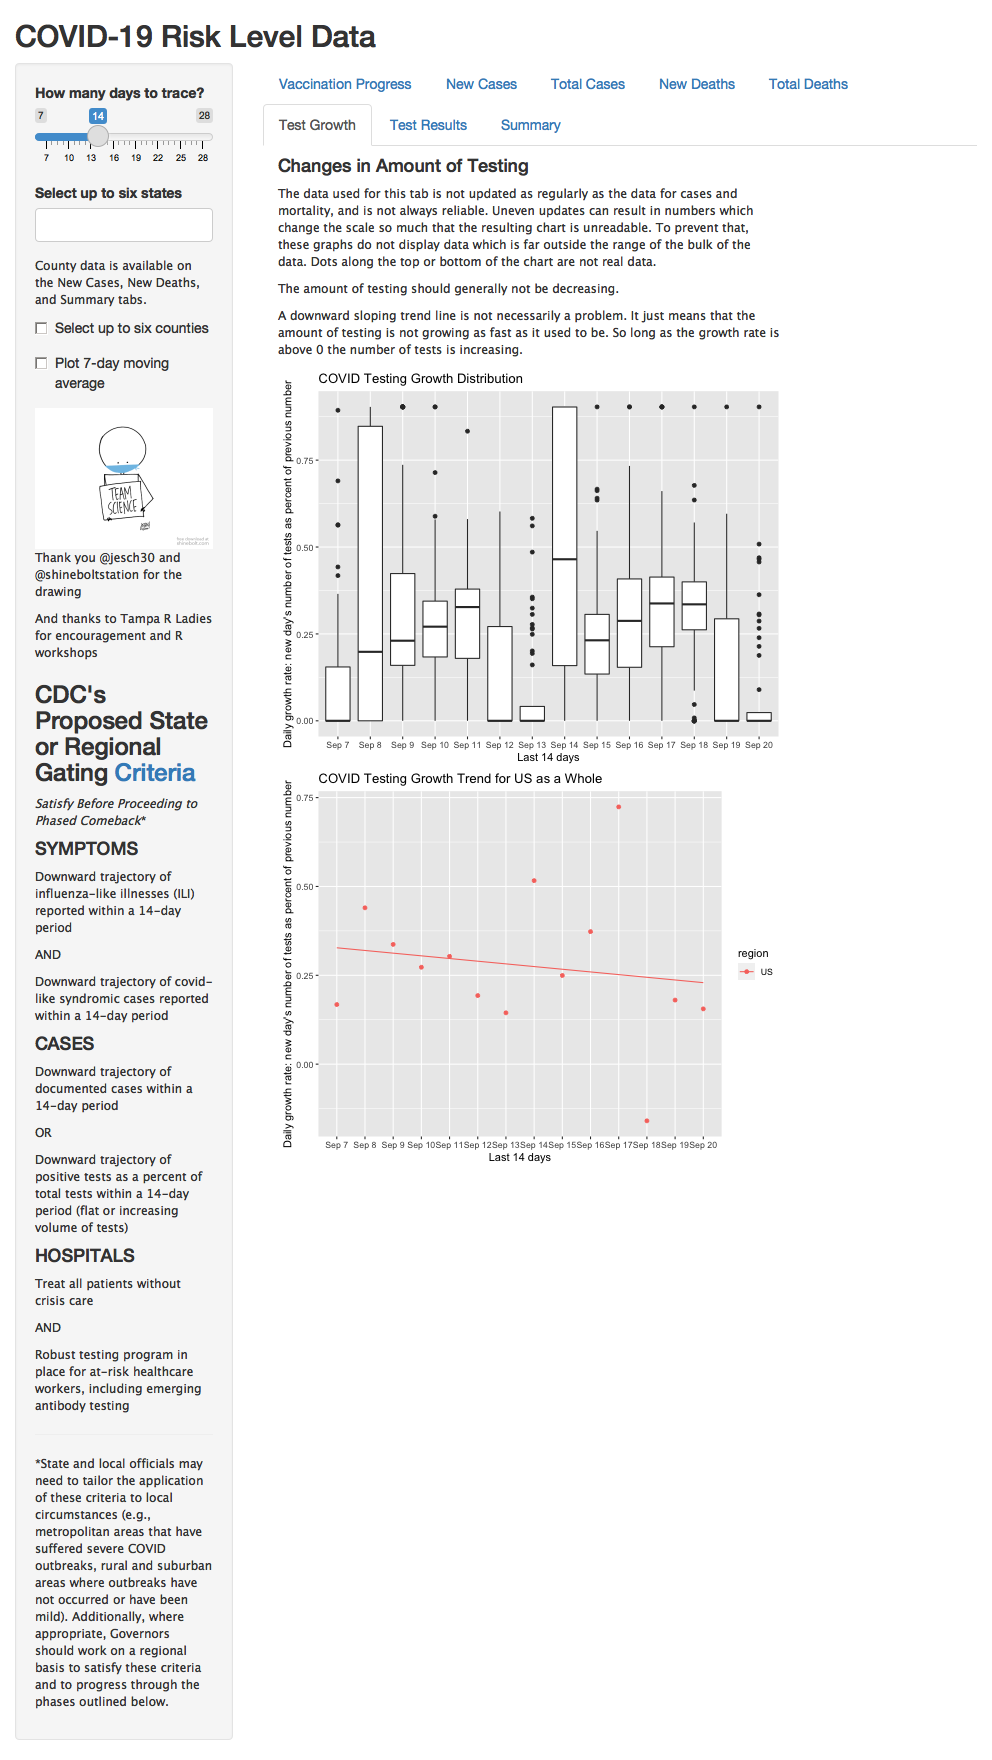 COVID-19 Risk Level Data
How many days to trace?
7
14
28
7 10 13 16 19 22 25 28
Select up to six states
County data is available on
the New Cases, New Deaths,
and Summary tabs.
Select up to six counties
Plot 7-day moving
average
TEAM
SCIENCE
Thank you @jesch30 and
@shineboltstation for the
drawing
And thanks to Tampa R Ladies
for encouragement and R
workshops
CDC's
Proposed State
or Regional
Gating Criteria
Satisfy Before Proceeding to
Phased Comeback*
SYMPTOMS
Downward trajectory of
influenza-like illnesses (ILI)
reported within a 14-day
period
AND
Downward trajectory of covid-
like syndromic cases reported
within a 14-day period
CASES
Downward trajectory of
documented cases within a
14-day period
OR
Downward trajectory of
positive tests as a percent of
total tests within a 14-day
period (flat or increasing
volume of tests)
HOSPITALS
Treat all patients without
crisis care
AND
Robust testing program in
place for at-risk healthcare
workers, including emerging
antibody testing
*State and local officials may
need to tailor the application
of these criteria to local
circumstances (e.g.,
metropolitan areas that have
suffered severe COVID
outbreaks, rural and suburban
areas where outbreaks have
not occurred or have been
mild). Additionally, where
appropriate, Governors
should work on a regional
basis to satisfy these criteria
and to progress through the
phases outlined below.
Vaccination Progress New Cases Total Cases New Deaths Total Deaths
Test Growth Test Results Summary
Changes in Amount of Testing
The data used for this tab is not updated as regularly as the data for cases and
mortality, and is not always reliable. Uneven updates can result in numbers which
change the scale so much that the resulting chart is unreadable. To prevent that,
these graphs do not display data which is far outside the range of the bulk of the
data. Dots along the top or bottom of the chart are not real data.
The amount of testing should generally not be decreasing.
A downward sloping trend line is not necessarily a problem. It just means that the
amount of testing is not growing as fast as it used to be. So long as the growth rate is
above 0 the number of tests is increasing.
COVID Testing Growth Distribution
Daily growth rate: new day's number of tests as percent of previous number
0.75
0.50
0.25
0.00
Sep 7 Sep 8 Sep 9 Sep 10 Sep 11 Sep 12 Sep 13 Sep 14 Sep 15 Sep 16 Sep 17 Sep 18 Sep 19 Sep 20
Last 14 days
COVID Testing Growth Trend for US as a Whole
Daily growth rate: new day's number of tests as percent of previous number
0.75
0.50
0.25
0.00
Sep 7 Sep 8 Sep 9 Sep 10 Sep 11 Sep 12 Sep 13 Sep 14 Sep 15 Sep 16 Sep 17 Sep 18 Sep 19 Sep 20
Last 14 days
region
US